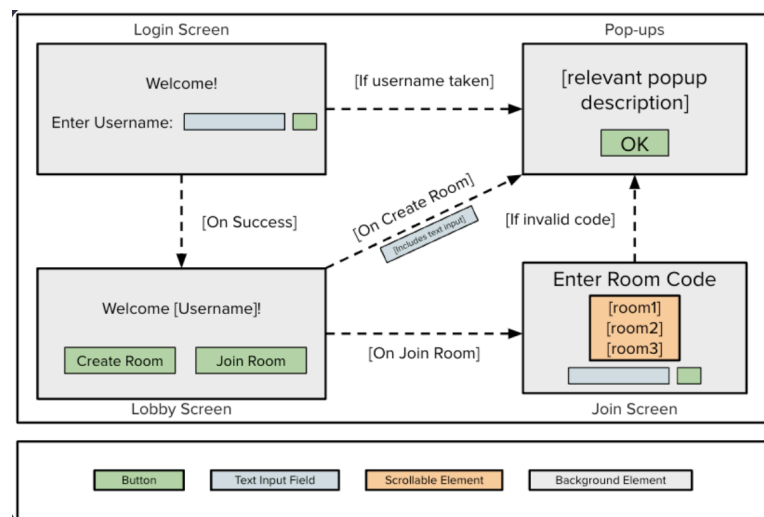 Login Screen
Pop-ups
Welcome!
Enter Username:
[If username taken]
[relevant popup
description]
OK
[On Success]
[On Create Room]
[Includes text input]
[If invalid code]
Welcome [Username]!
Create Room
Join Room
[On Join Room]
Enter Room Code
[room1]
[room2]
[room3]
Lobby Screen
Join Screen
Button
Text Input Field
Scrollable Element
Background Element